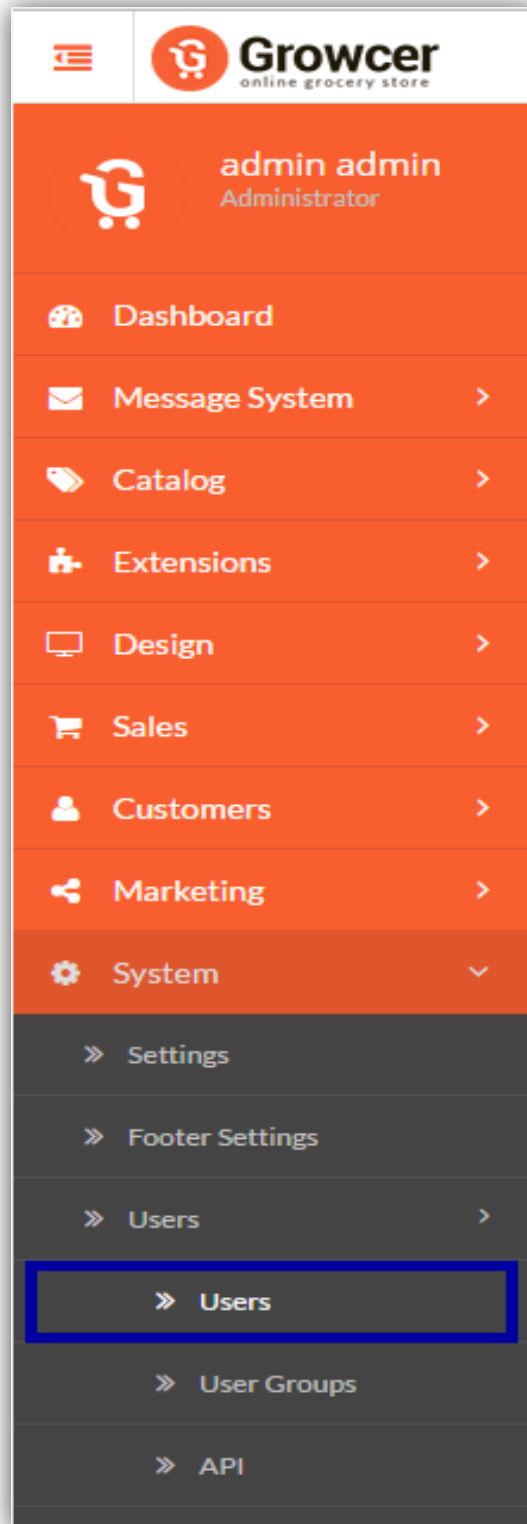 Growcer
online grocery store
admin admin
Administrator
Dashboard
Message System
Catalog
Extensions
Design
Sales
Customers
Marketing
System
Settings
Footer Settings
Users
Users
User Groups
API